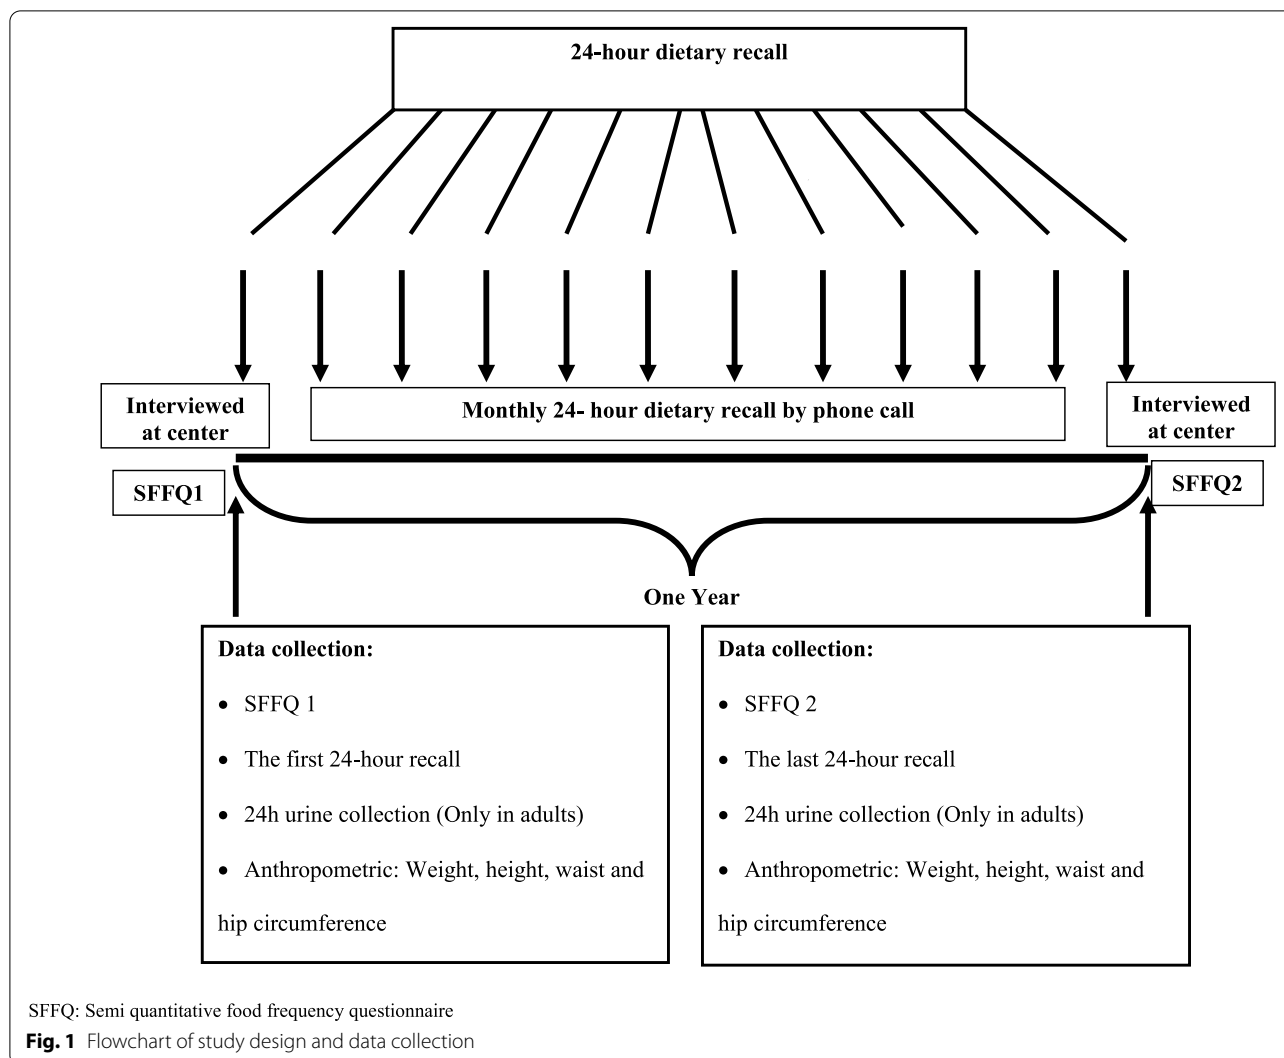 24-hour dietary recall
Interviewed
at center
Monthly 24- hour dietary recall by phone call
Interviewed
at center
SFFQ1
SFFQ2
One Year
Data collection:
• SFFQ 1
• The first 24-hour recall
• 24h urine collection (Only in adults)
• Anthropometric: Weight, height, waist and
hip circumference
Data collection:
• SFFQ 2
• The last 24-hour recall
• 24h urine collection (Only in adults)
• Anthropometric: Weight, height, waist and
hip circumference
SFFQ: Semi quantitative food frequency questionnaire
Fig. 1 Flowchart of study design and data collection